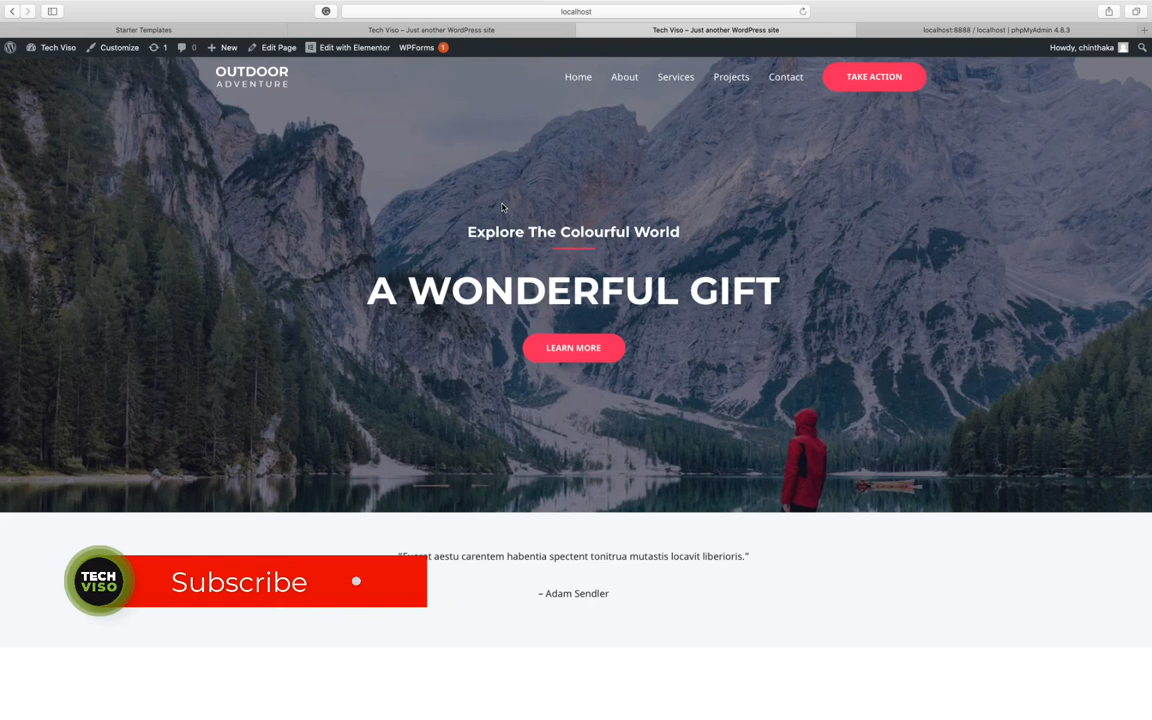 localhost
Starter Templates
Tech Viso – Just another WordPress site
Tech Viso – Just another WordPress site
localhost:8888 / localhost | phpMyAdmin 4.8.3
Tech Viso
Customize
1
0
New
Edit Page
Edit with Elementor
WPForms 1
Howdy, chinthaka
OUTDOOR
ADVENTURE
Home
About
Services
Projects
Contact
TAKE ACTION
Explore The Colourful World
A WONDERFUL GIFT
LEARN MORE
aestu carentem habentia spectent tonitrua mutastis locavit liberioris."
– Adam Sendler
TECH
VISO
Subscribe